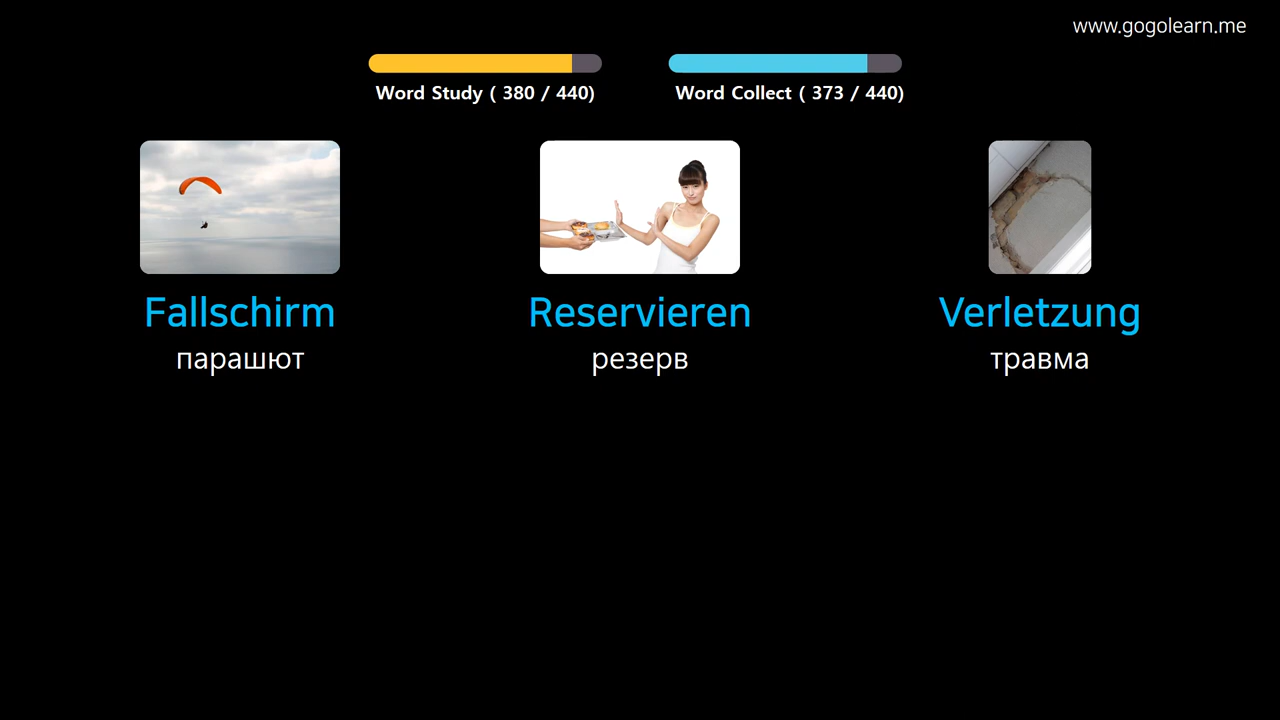 www.gogolearn.me
Word Study ( 380 / 440)
Word Collect ( 373 / 440)
Fallschirm
парашют
Reservieren
резерв
Verletzung
травма